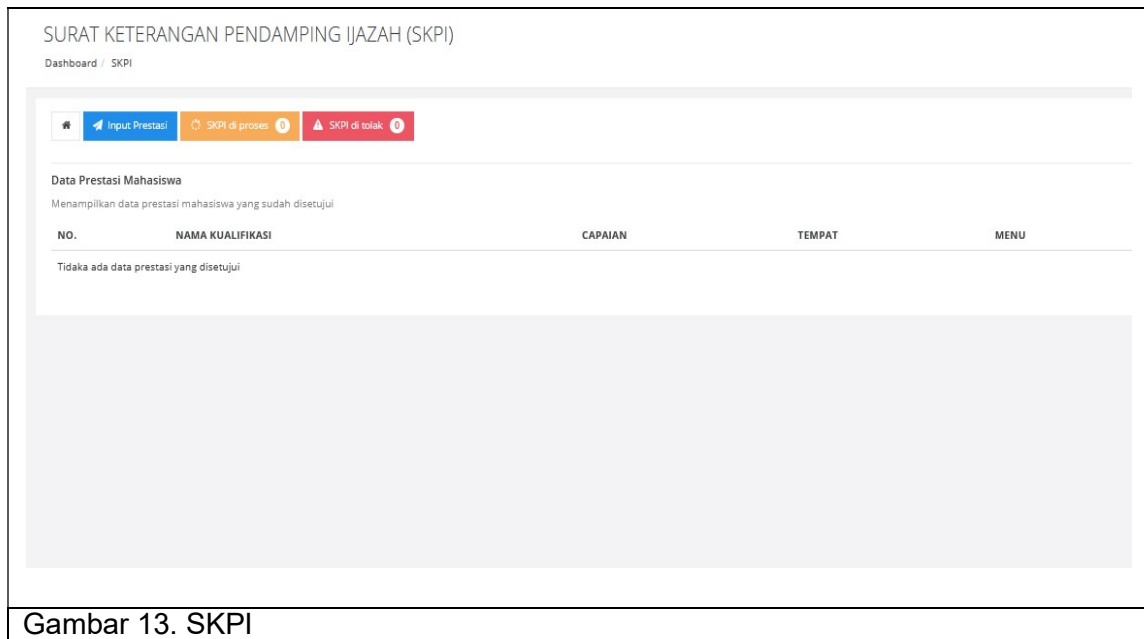 SURAT KETERANGAN PENDAMPING IJAZAH (SKPI)
Dashboard / SKPI
Input Prestasi SKPI di proses 0 SKPI di tolak 0
Data Prestasi Mahasiswa
Menampilkan data prestasi mahasiswa yang sudah disetujui
NO. NAMA KUALIFIKASI CAPAIAN TEMPAT MENU
Tidaka ada data prestasi yang disetujui
Gambar 13. SKPI